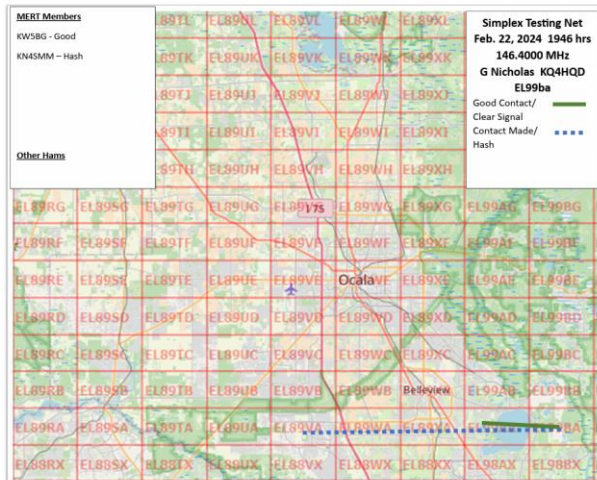 MERT Members
KW5BG - Good
KN4SMM – Hash
Other Hams
Simplex Testing Net
Feb. 22, 2024 1946 hrs
146.4000 MHz
G Nicholas KQ4HQD
EL99ba
Good Contact/
Clear Signal
Contact Made/
Hash
EL89TL EL89UL EL89VL EL89WL EL89XL
EL89TK EL89UK EL89VK EL89WK EL89XK
EL89TJ EL89UJ EL89VJ EL89WJ EL89XJ
EL89TI EL89UI EL89VI EL89WI EL89XI
EL89TH EL89UH EL89VH EL89WH EL89XH
EL89RG EL89SG EL89TG EL89UG I 75 EL89WG EL89XG EL99AG EL99BG
EL89RF EL89SF EL89TF EL89UF EL89VF EL89WF EL89XF EL99AF EL99BF
EL89RE EL89SE EL89TE EL89UE EL89VE Ocala EL89XE EL99AE EL99BE
EL89RD EL89SD EL89TD EL89UD EL89VD EL89WD EL89XD EL99AD EL99BD
EL89RC EL89SC EL89TC EL89UC EL89VC EL89WC EL89XC EL99AC EL99BC
EL89RB EL89SB EL89TB EL89UB EL89VB EL89WB Belleview EL99AB EL99BB
EL89RA EL89SA EL89TA EL89UA EL89VA EL89WA EL89XA
EL88RX EL88SX EL88TX EL88UX EL88VX EL88WX EL88XX EL98AX EL98BX